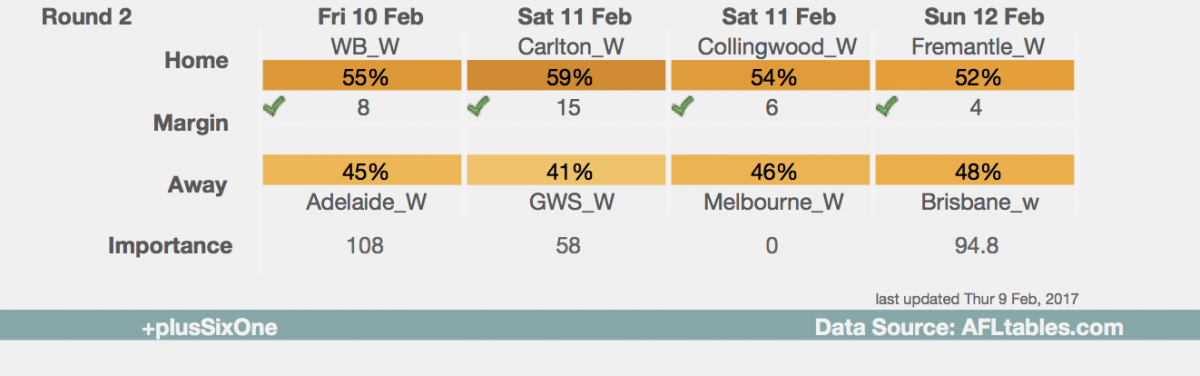 Round 2 Fri 10 Feb Sat 11 Feb Sat 11 Feb Sun 12 Feb
WB_W Carlton_W Collingwood_W Fremantle_W
Home
55% 59% 54% 52%
8 15 6 4
Margin
45% 41% 46% 48%
Away
Adelaide_W GWS_W Melbourne_W Brisbane_w
Importance 108 58 0 94.8
last updated Thur 9 Feb, 2017
+plusSixOne Data Source: AFLtables.com